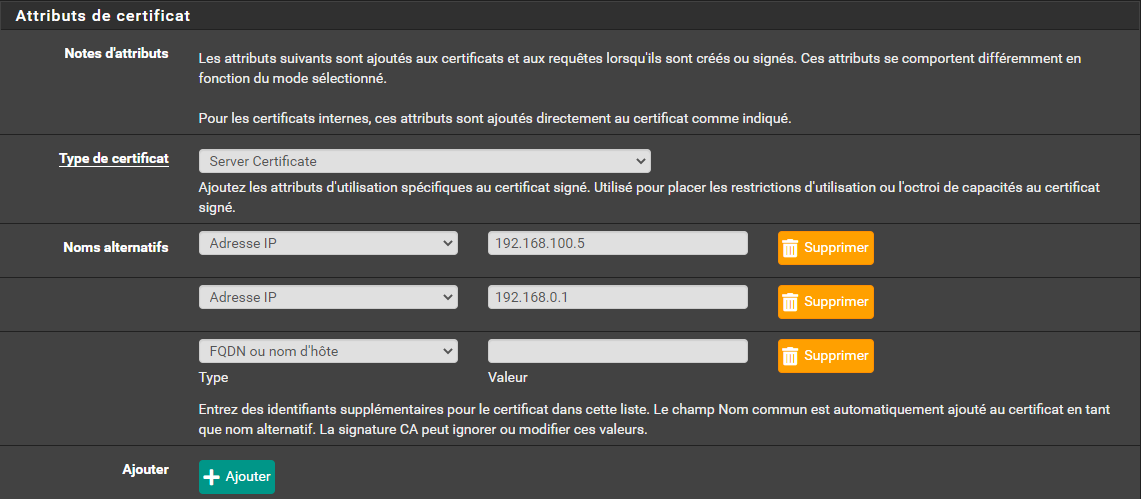 Attributs de certificat
Notes d'attributs
Les attributs suivants sont ajoutés aux certificats et aux requêtes lorsqu'ils sont créés ou signés. Ces attributs se comportent différemment en
fonction du mode sélectionné.
Pour les certificats internes, ces attributs sont ajoutés directement au certificat comme indiqué.
Type de certificat
Server Certificate
Ajoutez les attributs d'utilisation spécifiques au certificat signé. Utilisé pour placer les restrictions d'utilisation ou l'octroi de capacités au certificat
signé.
Noms alternatifs
Adresse IP 192.168.100.5 Supprimer
Adresse IP 192.168.0.1 Supprimer
FQDN ou nom d'hôte Supprimer
Type Valeur
Entrez des identifiants supplémentaires pour le certificat dans cette liste. Le champ Nom commun est automatiquement ajouté au certificat en tant
que nom alternatif. La signature CA peut ignorer ou modifier ces valeurs.
Ajouter
Ajouter